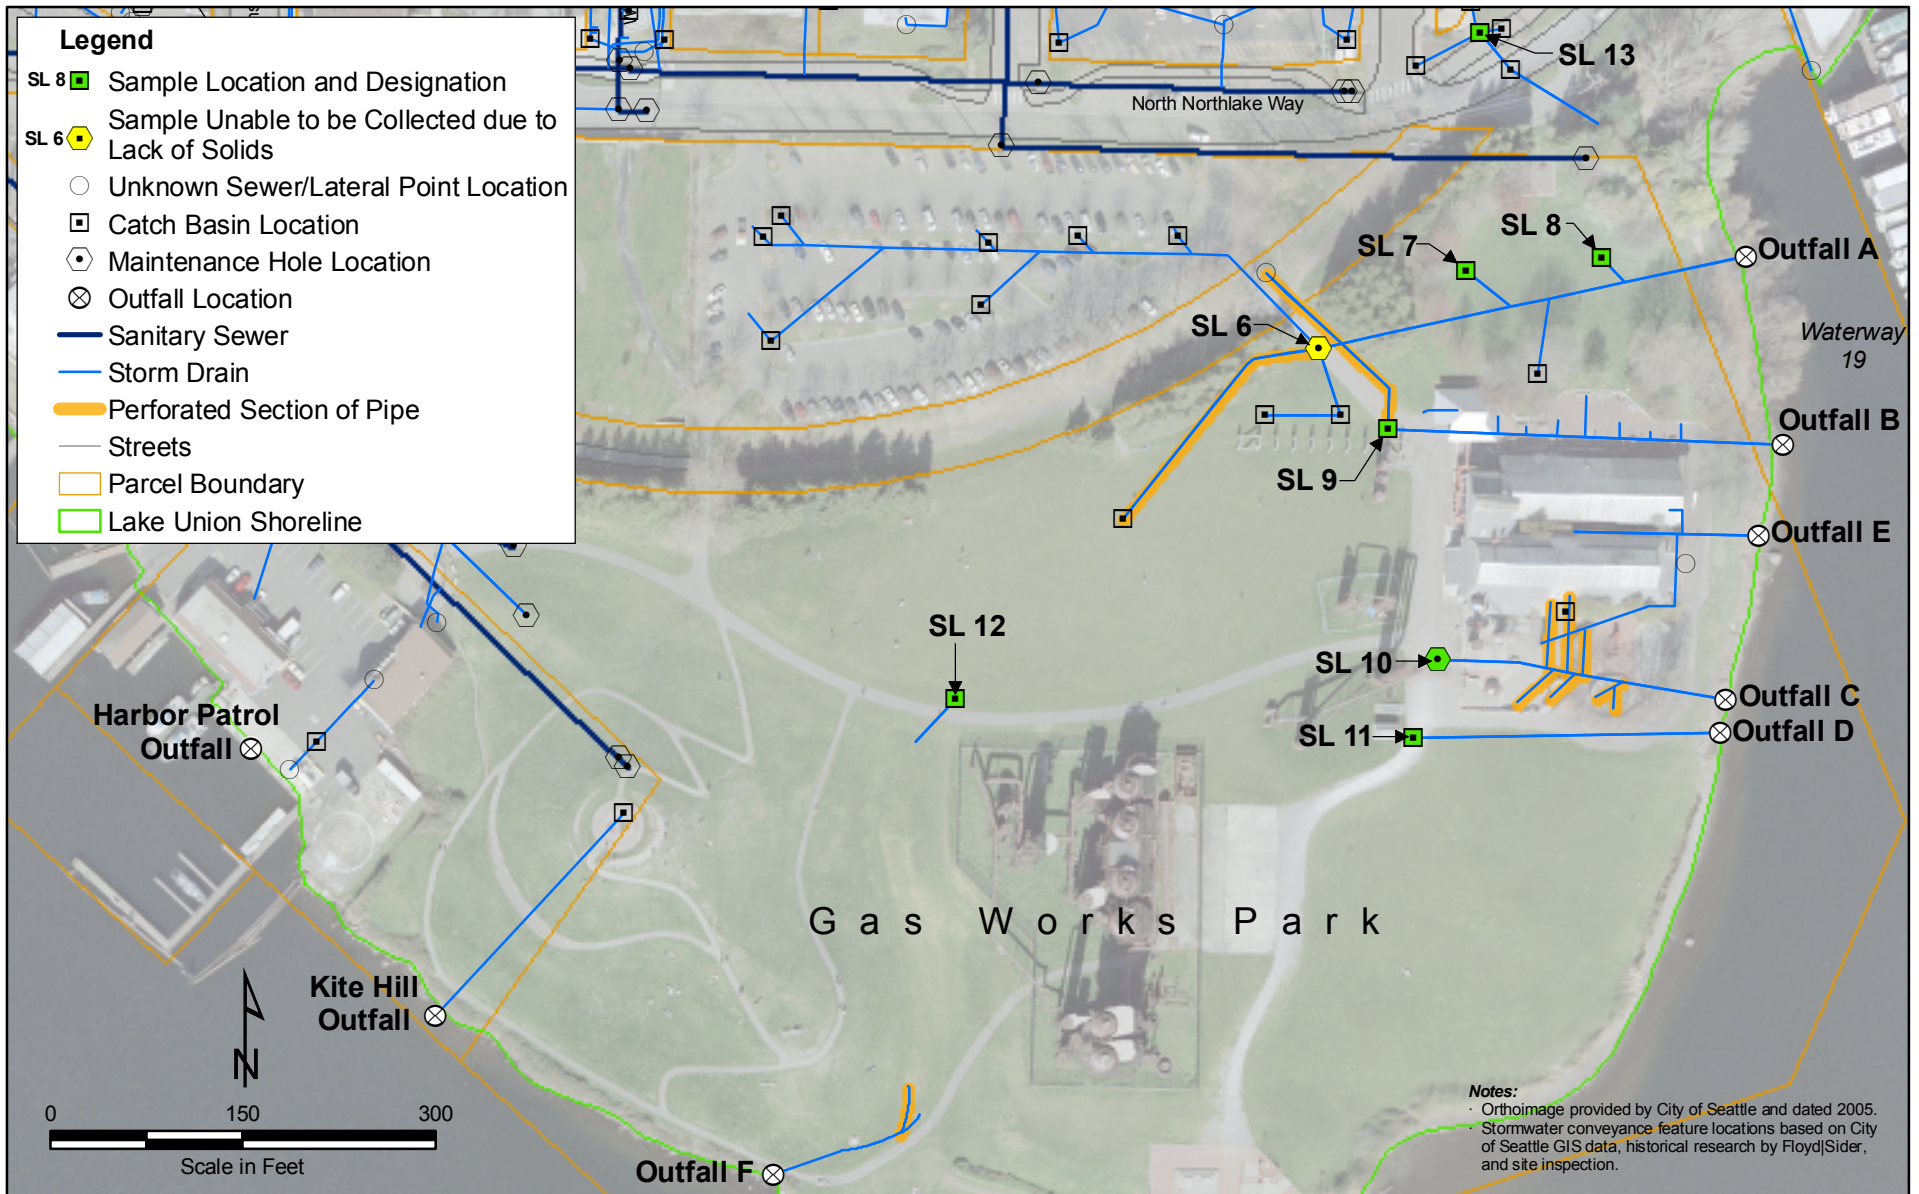 Legend
SL 8 Sample Location and Designation
Sample Unable to be Collected due to
SL 6 Lack of Solids
Unknown Sewer/Lateral Point Location
Catch Basin Location
Maintenance Hole Location
Outfall Location
Sanitary Sewer
Storm Drain
Perforated Section of Pipe
Streets
Parcel Boundary
Lake Union Shoreline
SL 13
North Northlake Way
SL 8
SL 7
Outfall A
SL 6
Waterway
19
Outfall B
SL 9
Outfall E
SL 12
SL 10
Outfall C
SL 11
Outfall D
Harbor Patrol
Outfall
Gas Works Park
Kite Hill
Outfall
N
0 150 300
Scale in Feet
Outfall F
Notes:
· Orthoimage provided by City of Seattle and dated 2005.
· Stormwater conveyance feature locations based on City
of Seattle GIS data, historical research by Floyd|Sider,
and site inspection.